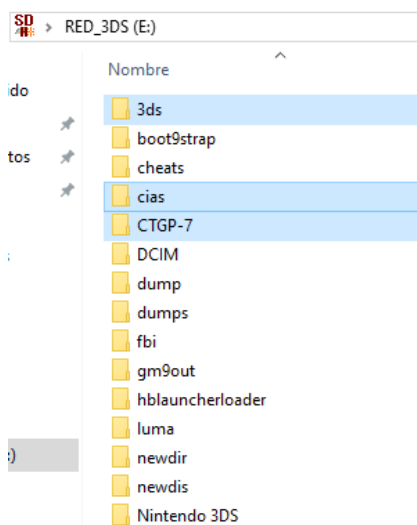 SD
RED_3DS (E:)
Nombre
ido
3ds
boot9strap
tos
cheats
cias
CTGP-7
DCIM
dump
dumps
fbi
gm9out
hblauncherloader
luma
:)
newdir
newdis
Nintendo 3DS